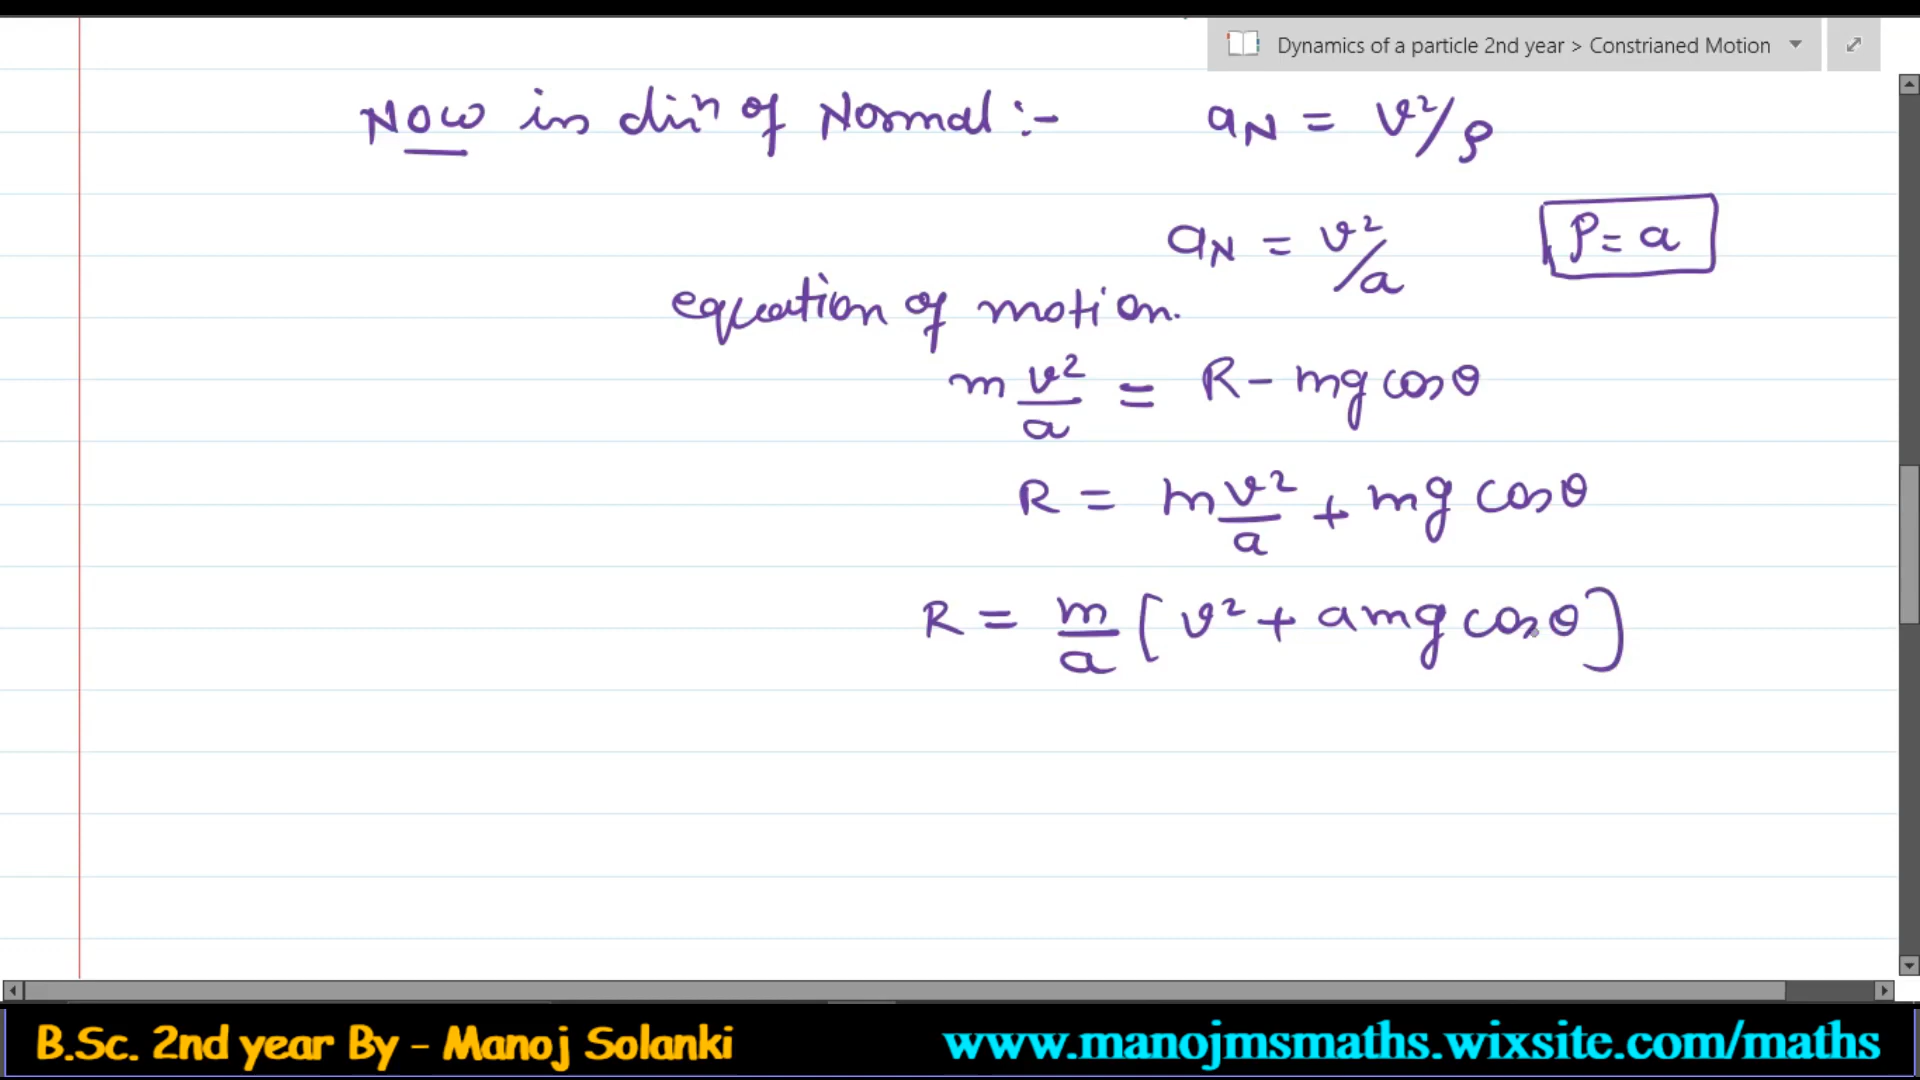 Dynamics of a particle 2nd year > Constrianed Motion
Now in dirⁿ of Normal :- aN = v²/ρ
aN = v²/a ρ = a
equation of motion.
m v²/a = R - mg cosθ
R = m v²/a + mg cosθ
R = m/a [ v² + amg cosθ ]
B.Sc. 2nd year By - Manoj Solanki www.manojmsmaths.wixsite.com/maths